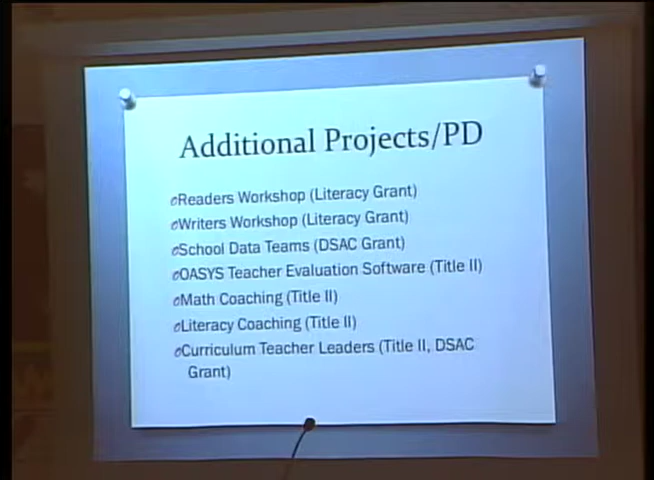 Additional Projects/PD
Readers Workshop (Literacy Grant)
Writers Workshop (Literacy Grant)
School Data Teams (DSAC Grant)
OASYS Teacher Evaluation Software (Title II)
Math Coaching (Title II)
Literacy Coaching (Title II)
Curriculum Teacher Leaders (Title II, DSAC
Grant)